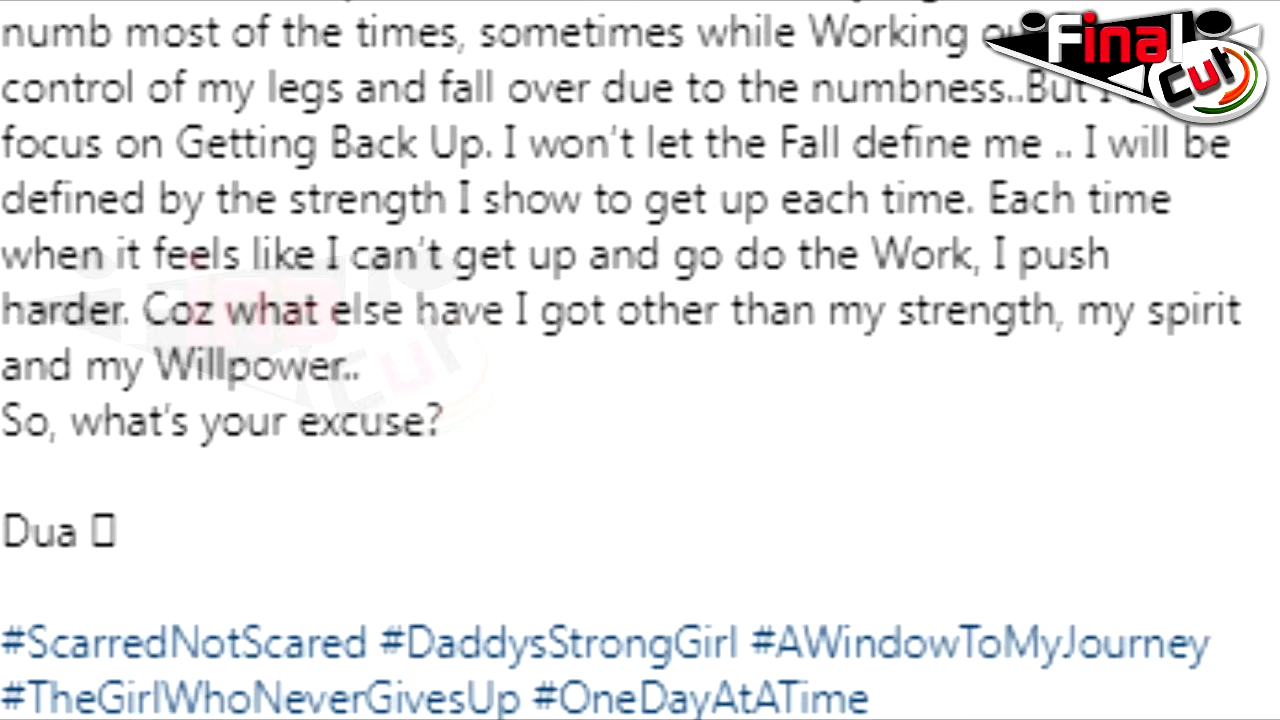 numb most of the times, sometimes while Working
control of my legs and fall over due to the numbness..But I
focus on Getting Back Up. I won't let the Fall define me .. I will be
defined by the strength I show to get up each time. Each time
when it feels like I can't get up and go do the Work, I push
harder. Coz what else have I got other than my strength, my spirit
and my Willpower..
So, what's your excuse?
Dua
#ScarredNotScared #DaddysStrongGirl #AWindowToMyJourney
#TheGirlWhoNeverGivesUp #OneDayAtATime
Final
Cut